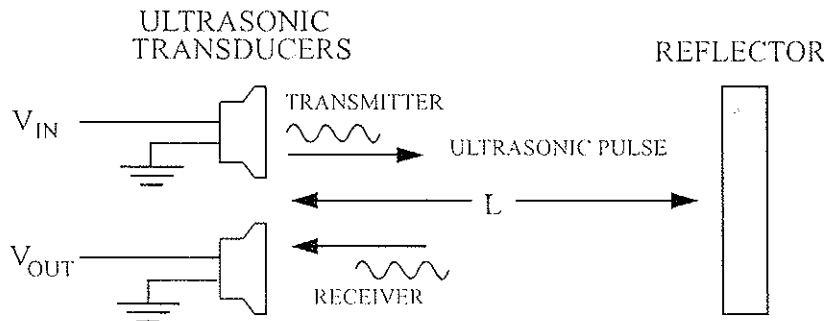 ULTRASONIC
TRANSDUCERS
REFLECTOR
TRANSMITTER
V_IN
ULTRASONIC PULSE
L
V_OUT
RECEIVER